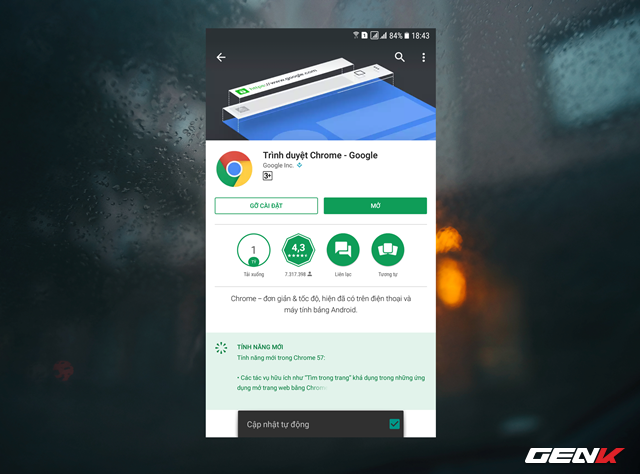 84% 18:43
https://www.google.com
Trình duyệt Chrome - Google
Google Inc.
3+
GỠ CÀI ĐẶT
MỞ
1
TỶ
4,3
Tải xuống
7.317.398
Liên lạc
Tương tự
Chrome – đơn giản & tốc độ, hiện đã có trên điện thoại và
máy tính bảng Android.
TÍNH NĂNG MỚI
Tính năng mới trong Chrome 57:
• Các tác vụ hữu ích như "Tìm trong trang" khả dụng trong những ứng
dụng mở trang web bằng Chrome
Cập nhật tự động
GENK